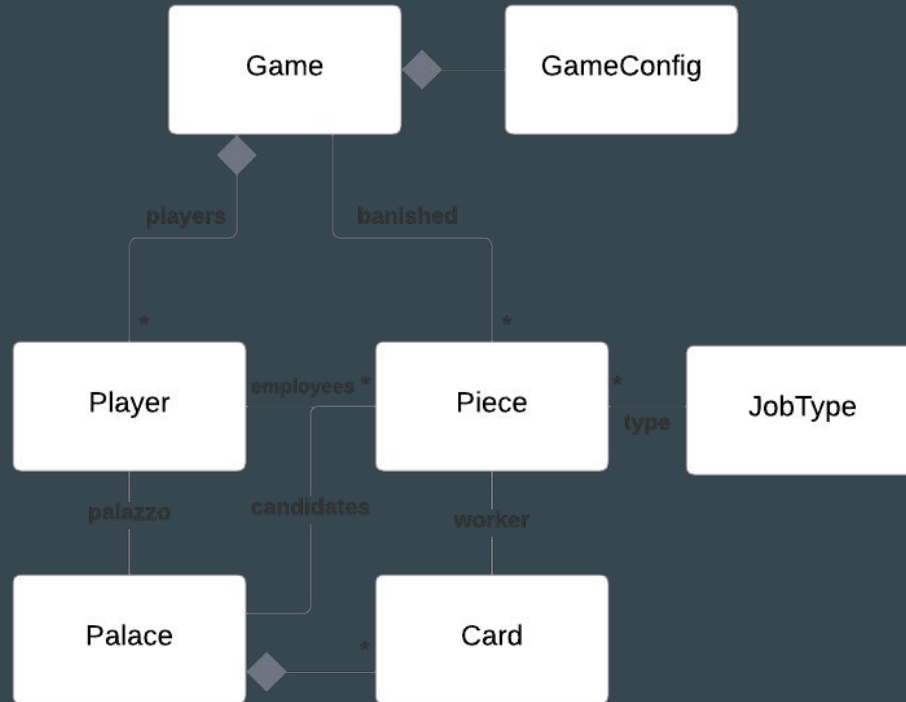 Game
GameConfig
players
banished
*
*
Player
employees *
Piece
*
type
JobType
palazzo
candidates
worker
Palace
*
Card